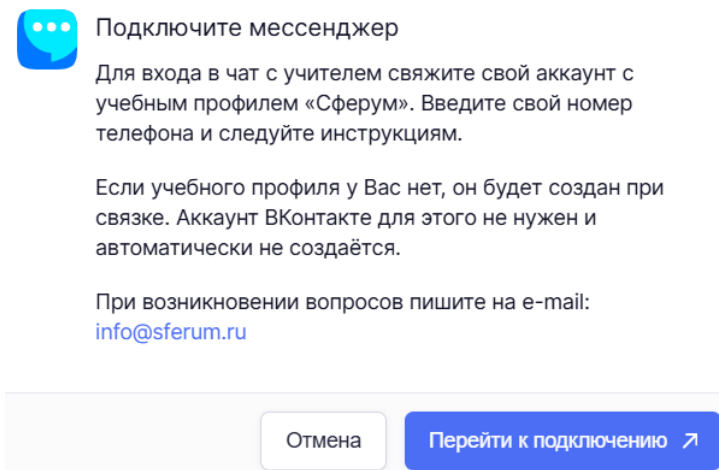 Подключите мессенджер
Для входа в чат с учителем свяжите свой аккаунт с
учебным профилем «Сферум». Введите свой номер
телефона и следуйте инструкциям.
Если учебного профиля у Вас нет, он будет создан при
связке. Аккаунт ВКонтакте для этого не нужен и
автоматически не создаётся.
При возникновении вопросов пишите на e-mail:
info@sferum.ru
Отмена
Перейти к подключению